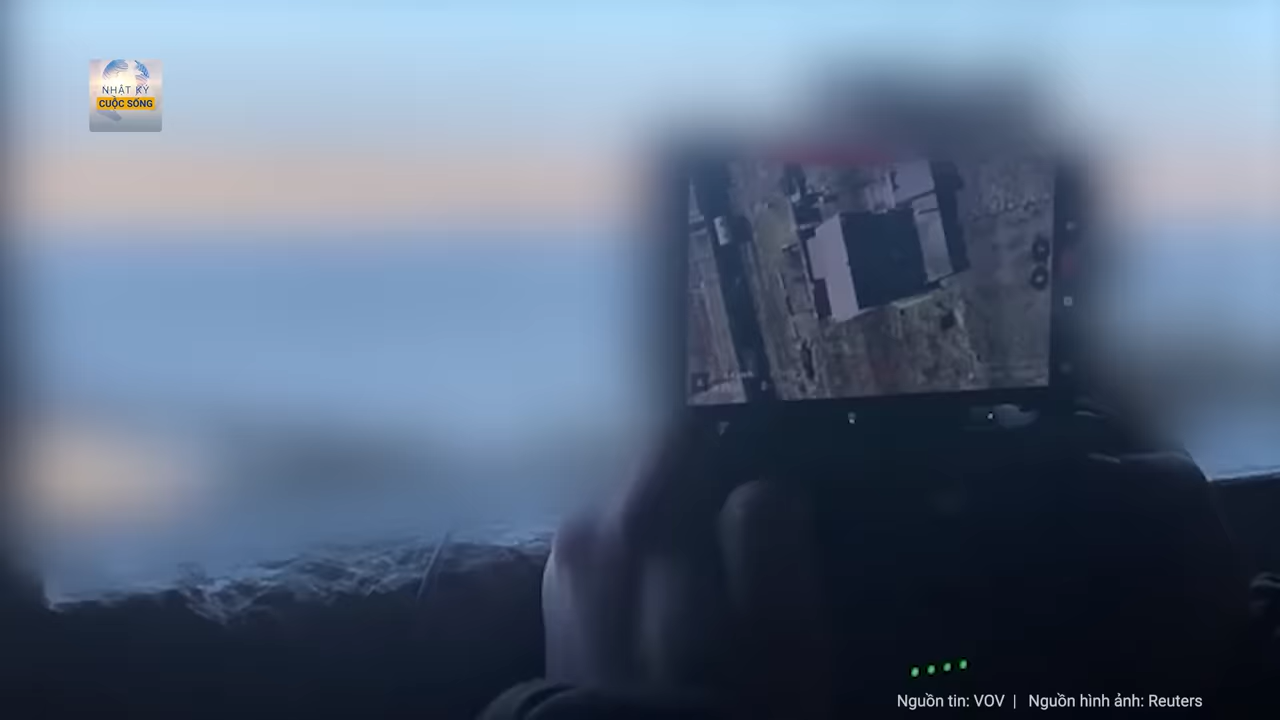 NHẬT KÝ
CUỘC SỐNG
Nguồn tin: VOV | Nguồn hình ảnh: Reuters